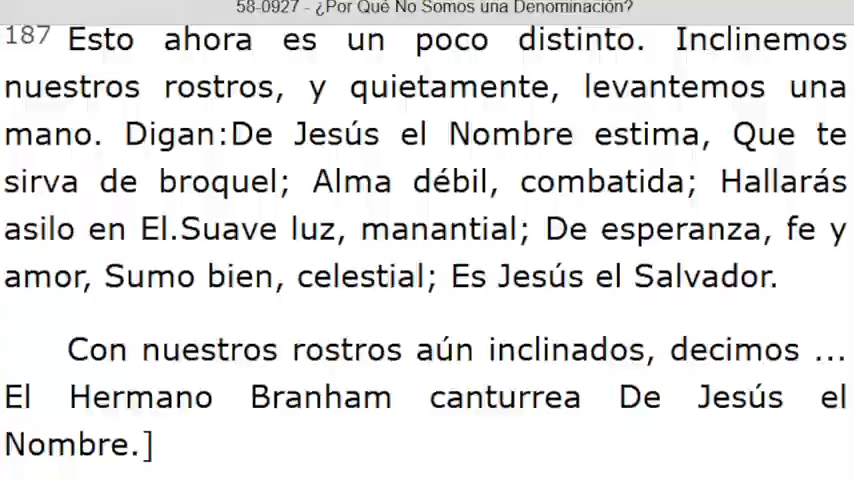 58-0927 - ¿Por Qué No Somos una Denominación?
187 Esto ahora es un poco distinto. Inclinemos
nuestros rostros, y quietamente, levantemos una
mano. Digan:De Jesús el Nombre estima, Que te
sirva de broquel; Alma débil, combatida; Hallarás
asilo en El.Suave luz, manantial; De esperanza, fe y
amor, Sumo bien, celestial; Es Jesús el Salvador.
Con nuestros rostros aún inclinados, decimos ...
El Hermano Branham canturrea De Jesús el
Nombre.]